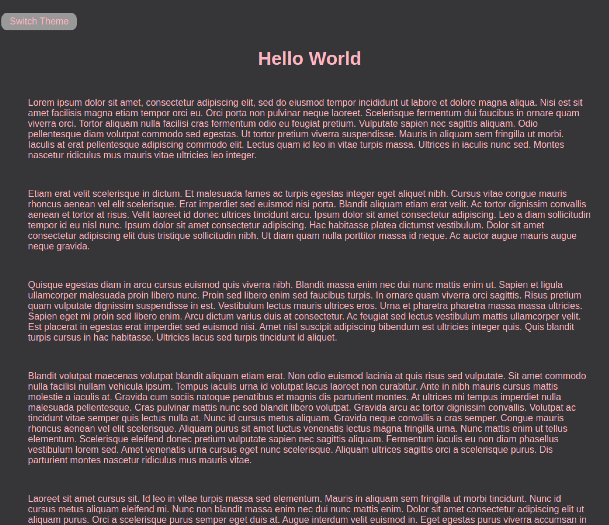 Switch Theme
Hello World
Lorem ipsum dolor sit amet, consectetur adipiscing elit, sed do eiusmod tempor incididunt ut labore et dolore magna aliqua. Nisi est sit
amet facilisis magna etiam tempor orci eu. Orci porta non pulvinar neque laoreet. Scelerisque fermentum dui faucibus in ornare quam
viverra orci. Tortor aliquam nulla facilisi cras fermentum odio eu feugiat pretium. Vulputate sapien nec sagittis aliquam. Odio
pellentesque diam volutpat commodo sed egestas. Ut tortor pretium viverra suspendisse. Mauris in aliquam sem fringilla ut morbi.
Iaculis at erat pellentesque adipiscing commodo elit. Lectus quam id leo in vitae turpis massa. Ultrices in iaculis nunc sed. Montes
nascetur ridiculus mus mauris vitae ultricies leo integer.
Etiam erat velit scelerisque in dictum. Et malesuada fames ac turpis egestas integer eget aliquet nibh. Cursus vitae congue mauris
rhoncus aenean vel elit scelerisque. Erat imperdiet sed euismod nisi porta. Blandit aliquam etiam erat velit. Ac tortor dignissim convallis
aenean et tortor at risus. Velit laoreet id donec ultrices tincidunt arcu. Ipsum dolor sit amet consectetur adipiscing. Leo a diam sollicitudin
tempor id eu nisl nunc. Ipsum dolor sit amet consectetur adipiscing. Hac habitasse platea dictumst vestibulum. Dolor sit amet
consectetur adipiscing elit duis tristique sollicitudin nibh. Ut diam quam nulla porttitor massa id neque. Ac auctor augue mauris augue
neque gravida.
Quisque egestas diam in arcu cursus euismod quis viverra nibh. Blandit massa enim nec dui nunc mattis enim ut. Sapien et ligula
ullamcorper malesuada proin libero nunc. Proin sed libero enim sed faucibus turpis. In ornare quam viverra orci sagittis. Risus pretium
quam vulputate dignissim suspendisse in est. Vestibulum lectus mauris ultrices eros. Urna et pharetra pharetra massa massa ultricies.
Sapien eget mi proin sed libero enim. Arcu dictum varius duis at consectetur. Ac feugiat sed lectus vestibulum mattis ullamcorper velit.
Est placerat in egestas erat imperdiet sed euismod nisi. Amet nisl suscipit adipiscing bibendum est ultricies integer quis. Quis blandit
turpis cursus in hac habitasse. Ultricies lacus sed turpis tincidunt id aliquet.
Blandit volutpat maecenas volutpat blandit aliquam etiam erat. Non odio euismod lacinia at quis risus sed vulputate. Sit amet commodo
nulla facilisi nullam vehicula ipsum. Tempus iaculis urna id volutpat lacus laoreet non curabitur. Ante in nibh mauris cursus mattis
molestie a iaculis at. Gravida cum sociis natoque penatibus et magnis dis parturient montes. At ultrices mi tempus imperdiet nulla
malesuada pellentesque. Cras pulvinar mattis nunc sed blandit libero volutpat. Gravida arcu ac tortor dignissim convallis. Volutpat ac
tincidunt vitae semper quis lectus nulla at. Nunc id cursus metus aliquam. Gravida neque convallis a cras semper. Congue mauris
rhoncus aenean vel elit scelerisque. Aliquam purus sit amet luctus venenatis lectus magna fringilla urna. Nunc mattis enim ut tellus
elementum. Scelerisque eleifend donec pretium vulputate sapien nec sagittis aliquam. Fermentum iaculis eu non diam phasellus
vestibulum lorem sed. Amet venenatis urna cursus eget nunc scelerisque. Aliquam ultrices sagittis orci a scelerisque purus. Dis
parturient montes nascetur ridiculus mus mauris vitae.
Laoreet sit amet cursus sit. Id leo in vitae turpis massa sed elementum. Mauris in aliquam sem fringilla ut morbi tincidunt. Nunc id
cursus metus aliquam eleifend mi. Nunc non blandit massa enim nec dui nunc mattis enim. Dolor sit amet consectetur adipiscing elit ut
aliquam purus. Orci a scelerisque purus semper eget duis at. Augue interdum velit euismod in. Eget egestas purus viverra accumsan in